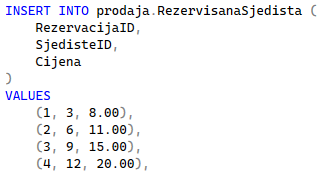 INSERT INTO prodaja.RezervisanaSjedista (
RezervacijaID,
SjedisteID,
Cijena
)
VALUES
(1, 3, 8.00),
(2, 6, 11.00),
(3, 9, 15.00),
(4, 12, 20.00),